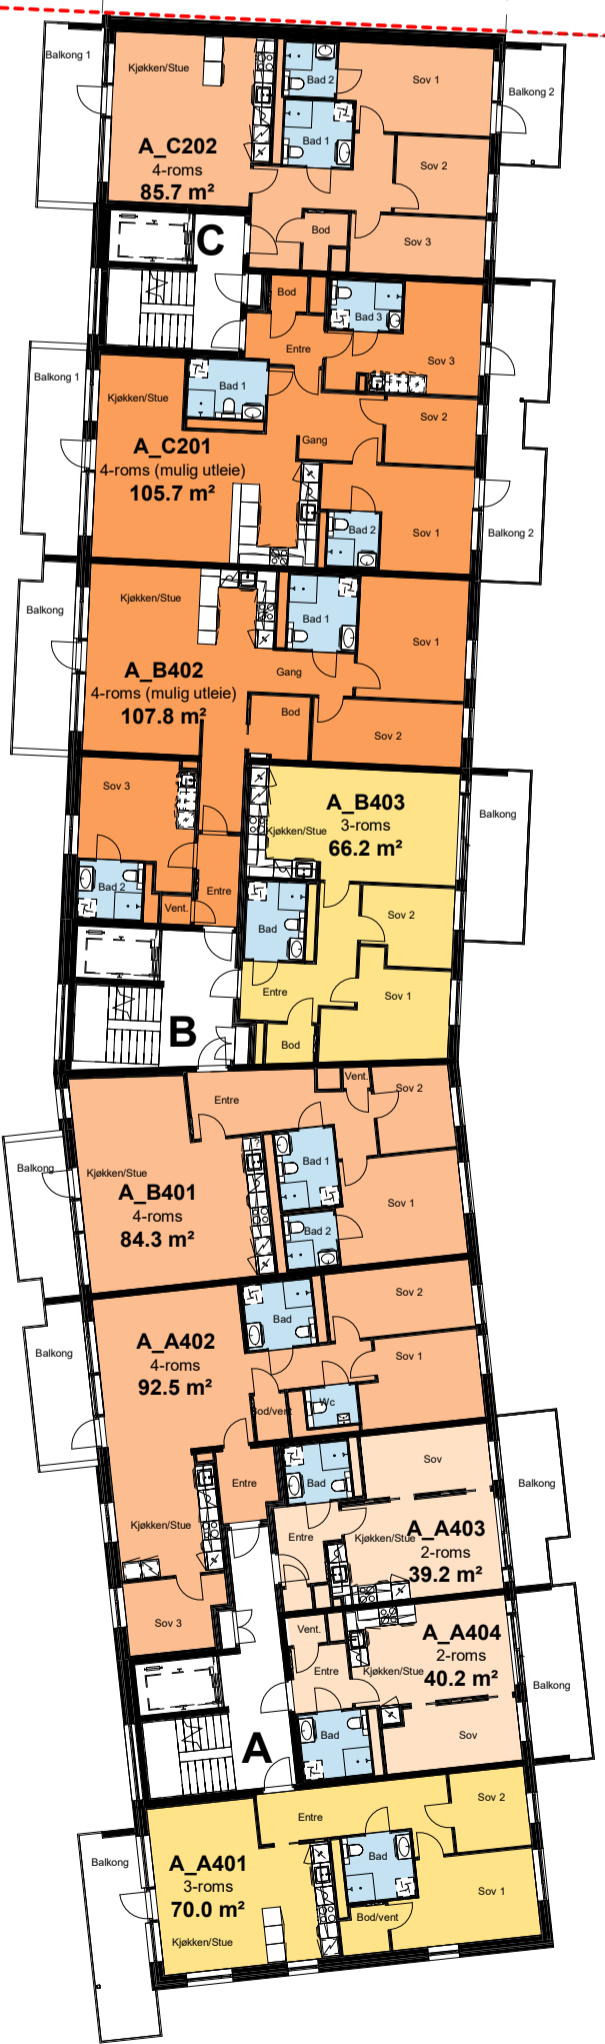 Balkong 1
Kjøkken/Stue
Bad 2
Sov 1
Balkong 2
Bad 1
A_C202
4-roms
85.7 m²
Sov 2
Bod
Sov 3
C
Bod
Bad 3
Entre
Sov 3
Balkong 1
Kjøkken/Stue
Bad 1
Sov 2
Gang
A_C201
4-roms (mulig utleie)
105.7 m²
Bad 2
Sov 1
Balkong 2
Balkong
Kjøkken/Stue
Bad 1
Sov 1
A_B402
4-roms (mulig utleie)
107.8 m²
Gang
Bod
Sov 2
Sov 3
A_B403
3-roms
66.2 m²
Kjøkken/Stue
Balkong
Bad 2
Entre
Vent.
Bad
Sov 2
Entre
Sov 1
B
Bod
Entre
Vent.
Sov 2
Balkong
Kjøkken/Stue
Bad 1
A_B401
4-roms
84.3 m²
Sov 1
Bad 2
Sov 2
Bad
Balkong
A_A402
4-roms
92.5 m²
Sov 1
Bod/vent
Wc
Sov
Entre
Bad
Balkong
Kjøkken/Stue
Entre
Kjøkken/Stue
A_A403
2-roms
39.2 m²
Sov 3
Vent.
A_A404
2-roms
40.2 m²
Entre
Kjøkken/Stue
Balkong
Bad
Sov
A
Entre
Sov 2
Balkong
A_A401
3-roms
70.0 m²
Bad
Sov 1
Bod/vent
Kjøkken/Stue